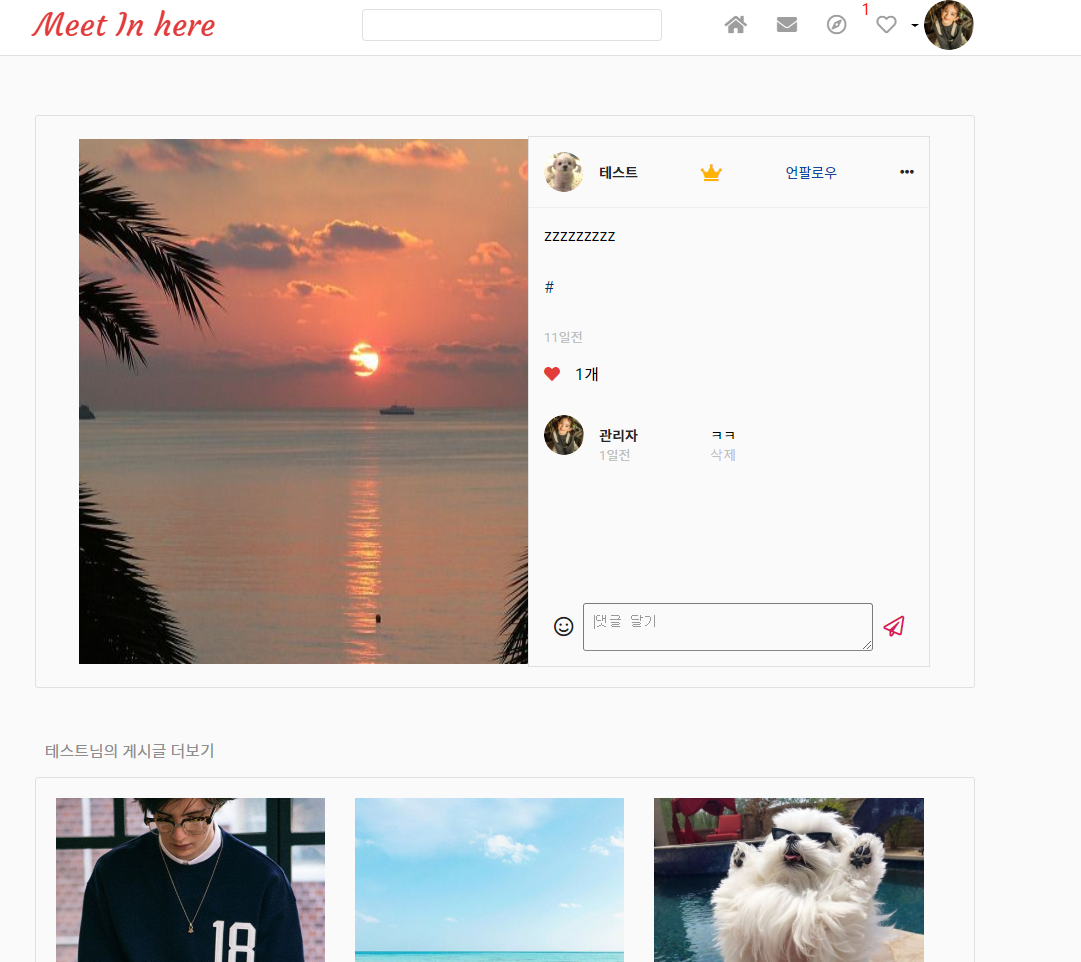 Meet In here
1
테스트
언팔로우
zzzzzzzzz
#
11일전
1개
관리자
ㅋㅋ
1일전
삭제
댓글 달기
테스트님의 게시글 더보기
18